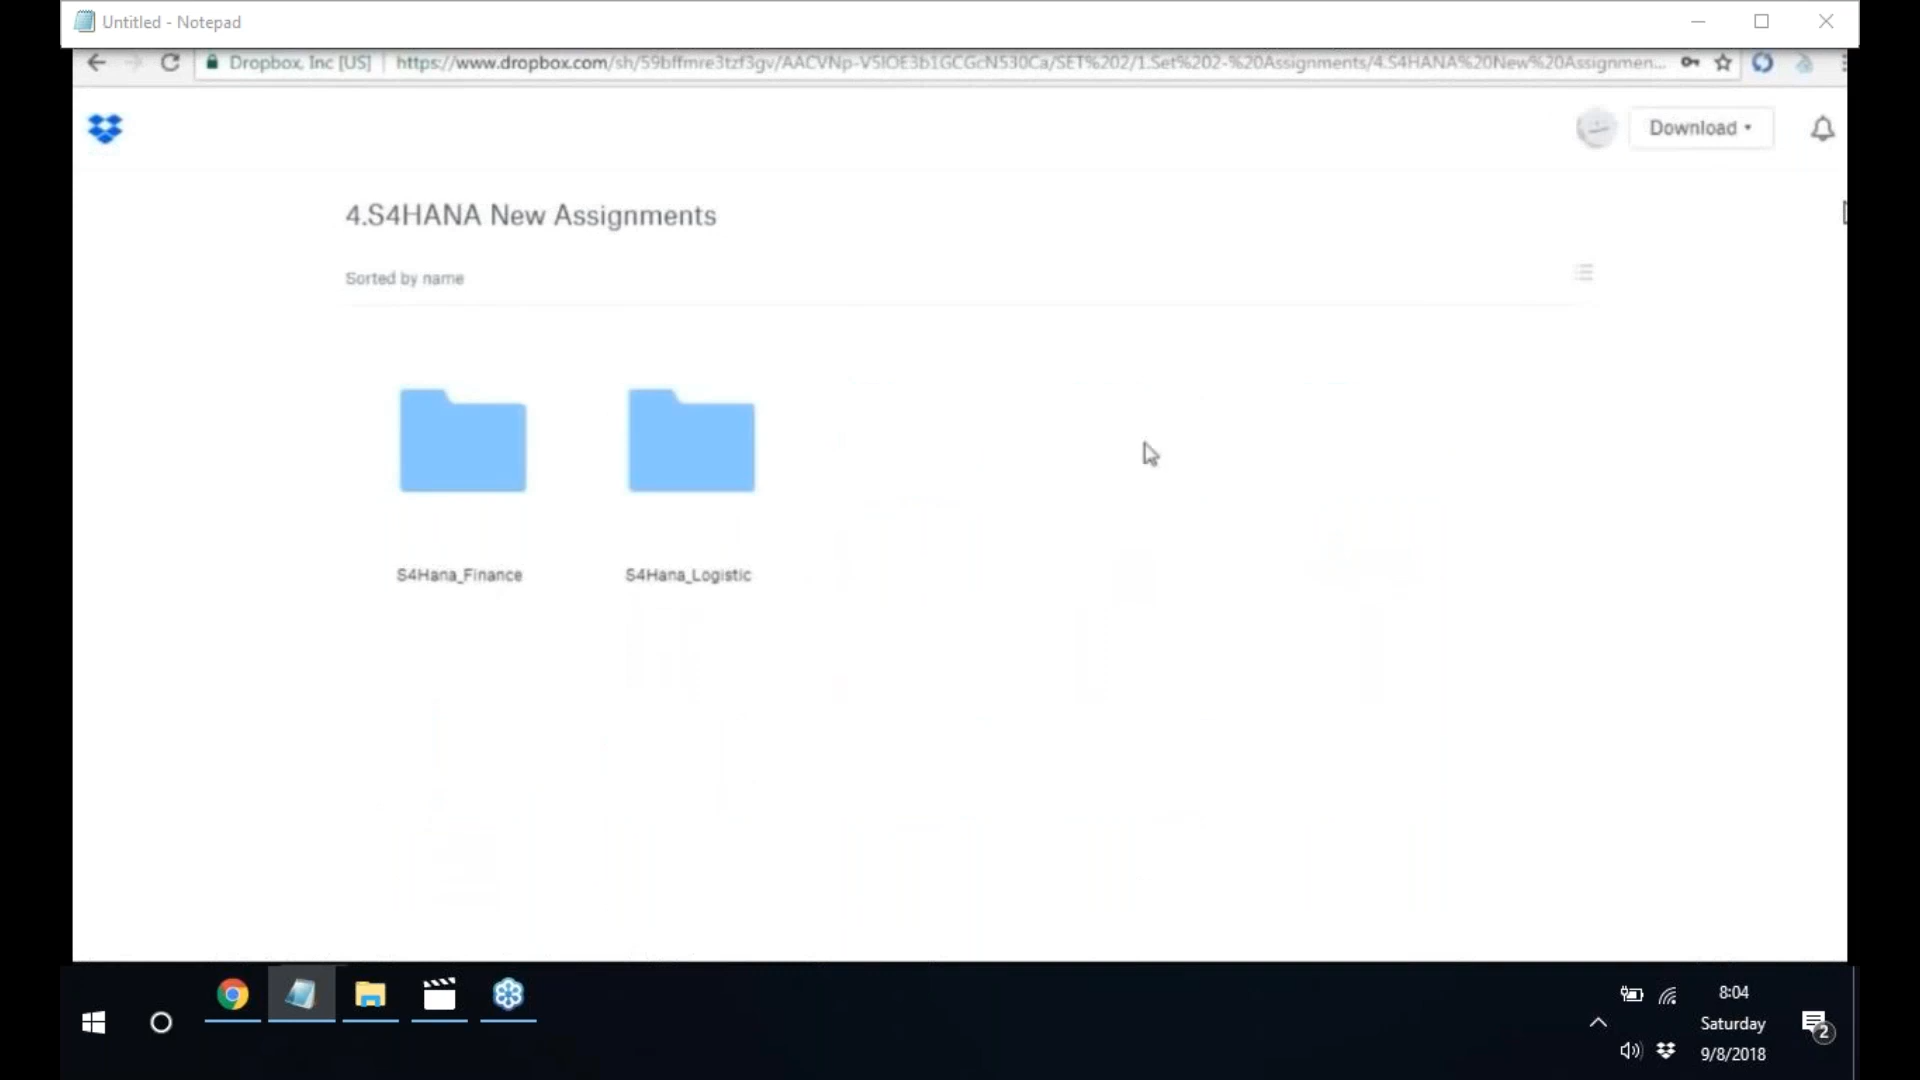 Untitled - Notepad
Dropbox, Inc [US] | https://www.dropbox.com/sh/59bffmre3tzf3gv/AACVNp-V5IOE3b1GCGcN530Ca/SET%202/1.Set%202-%20Assignments/4.S4HANA%20New%20Assignmen...
Download
4.S4HANA New Assignments
Sorted by name
S4Hana_Finance
S4Hana_Logistic
8:04
Saturday
2
9/8/2018